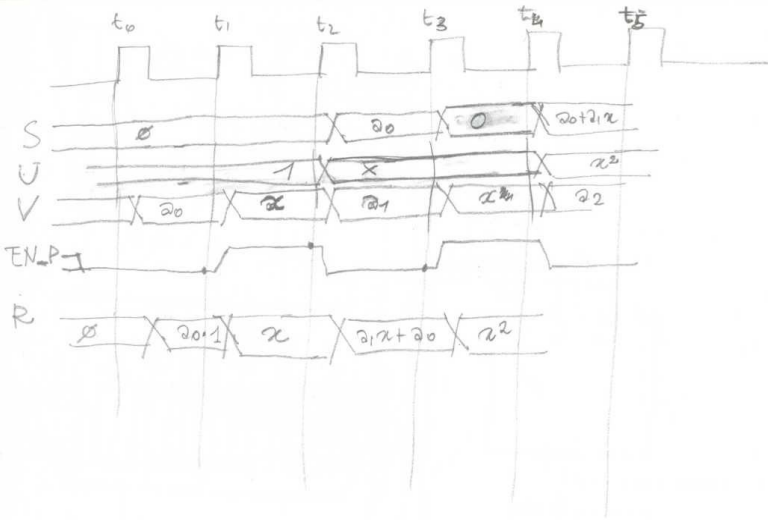 t₀ t₁ t₂ t₃ t₄ t₅
S ø a₀ 0 a₀+a₁x
U 1 x x²
V a₀ x a₁ a₂
EN_P
R ø a₀·1 x a₁x+a₀ x²